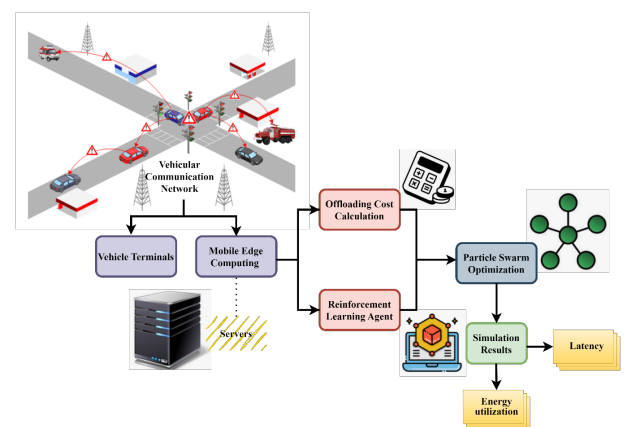 Vehicular
Communication
Network
Vehicle Terminals
Mobile Edge
Computing
Servers
Offloading Cost
Calculation
Reinforcement
Learning Agent
Particle Swarm
Optimization
Simulation
Results
Latency
Energy
utilization